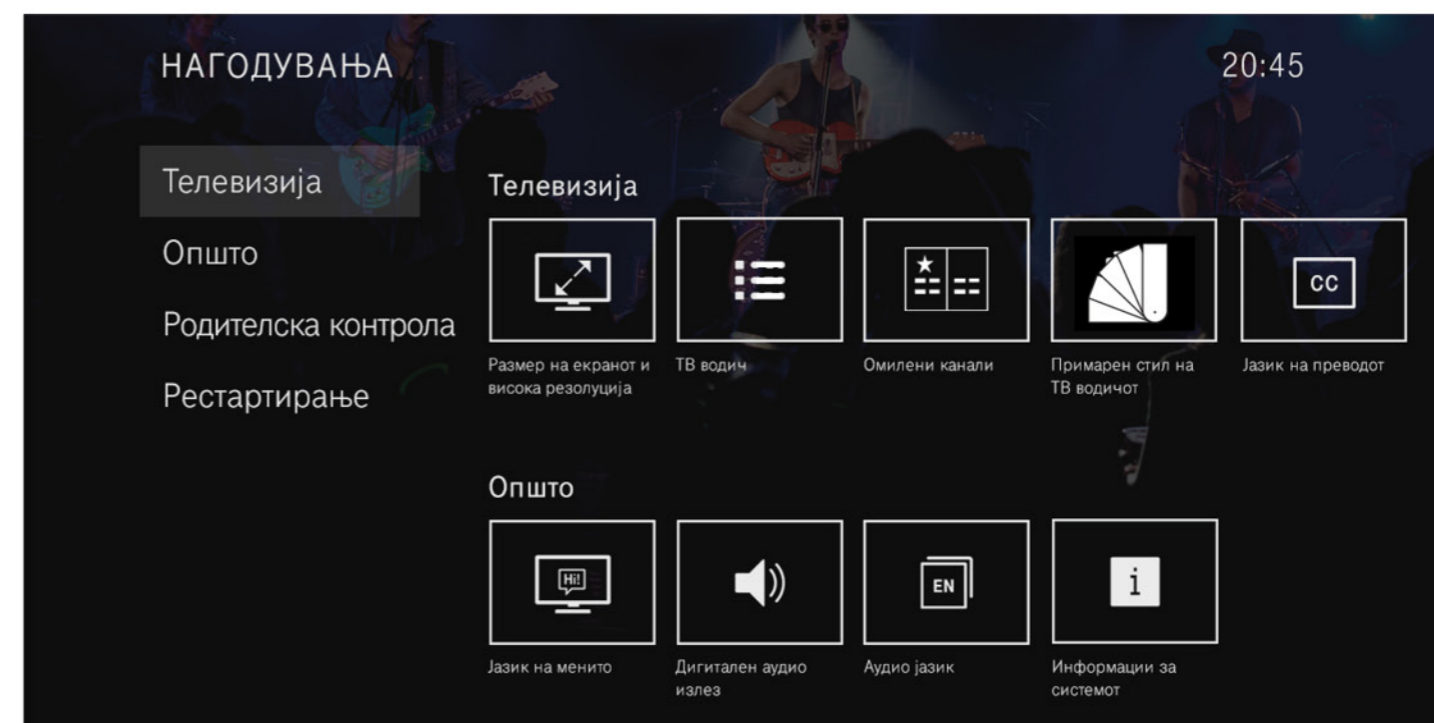 НАГОДУВАЊА
20:45
Телевизија
Општо
Родителска контрола
Рестартирање
Телевизија
CC
Размер на екранот и
висока резолуција
ТВ водич
Омилени канали
Примарен стил на
ТВ водичот
Јазик на преводот
Општо
Hi!
EN
i
Јазик на менито
Дигитален аудио
излез
Аудио јазик
Информации за
системот